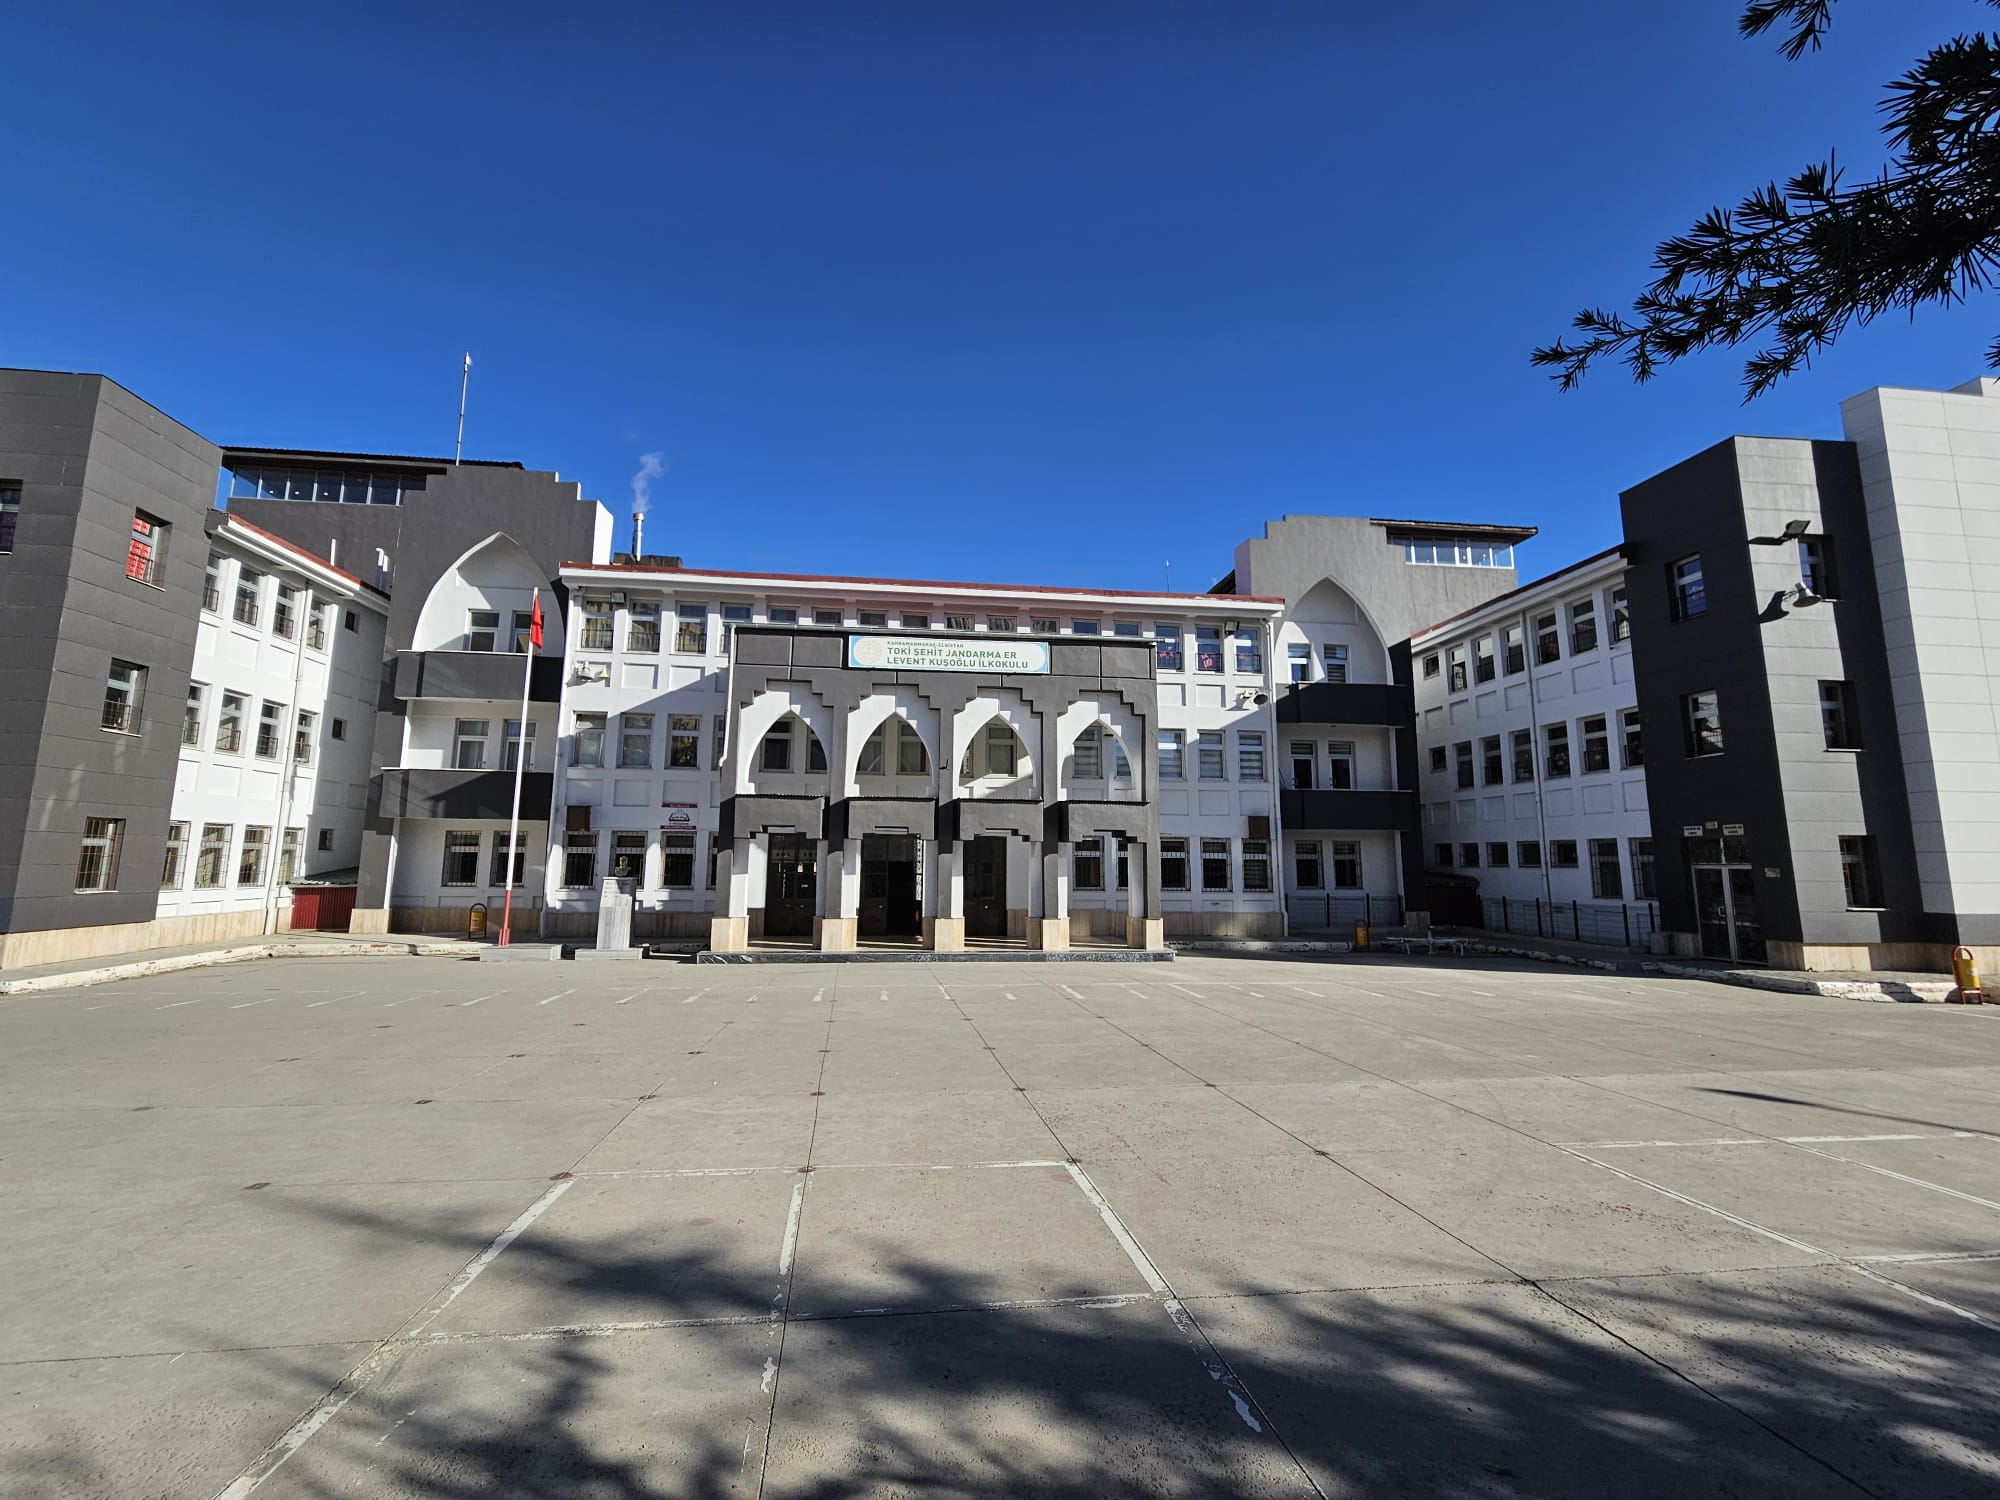 KAHRAMANMARAŞ-ELBİSTAN
TOKİ ŞEHİT JANDARMA ER
LEVENT KUŞOĞLU İLKOKULU